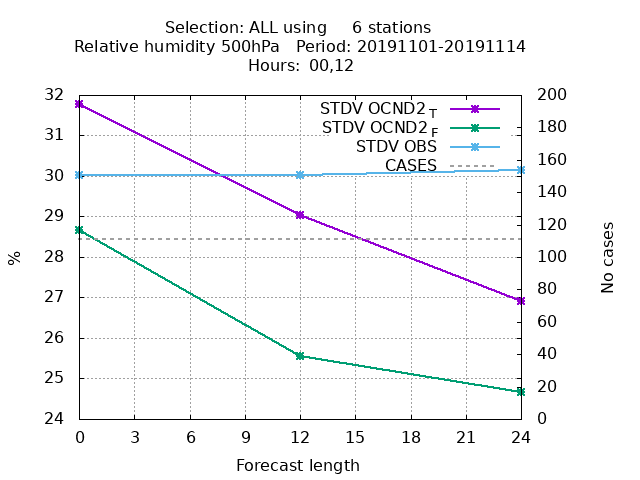 Selection: ALL using     6 stations
Relative humidity 500hPa   Period: 20191101-20191114
Hours:  00,12
32
31
30
29
28
27
26
25
24
%
200
180
160
140
120
100
80
60
40
20
0
No cases
STDV OCND2_T
STDV OCND2_F
STDV OBS
CASES
0 3 6 9 12 15 18 21 24
Forecast length